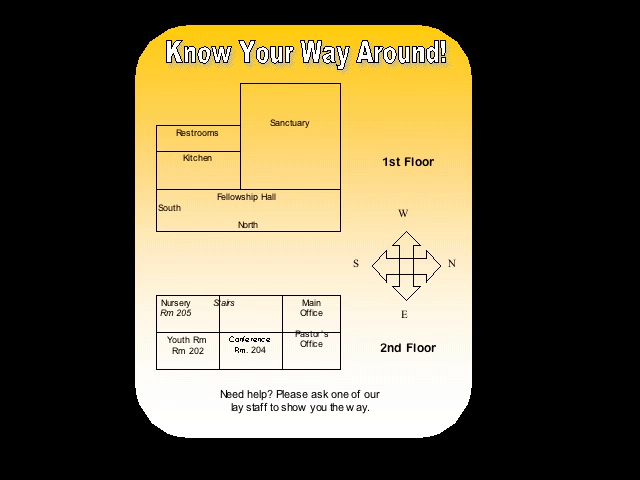 Know Your Way Around!
Sanctuary
Restrooms
Kitchen
1st Floor
Fellowship Hall
South
North
W
S
N
E
Nursery
Rm 205
Stairs
Main
Office
Youth Rm
Rm 202
Conference
Rm. 204
Pastor's
Office
2nd Floor
Need help? Please ask one of our
lay staff to show you the way.